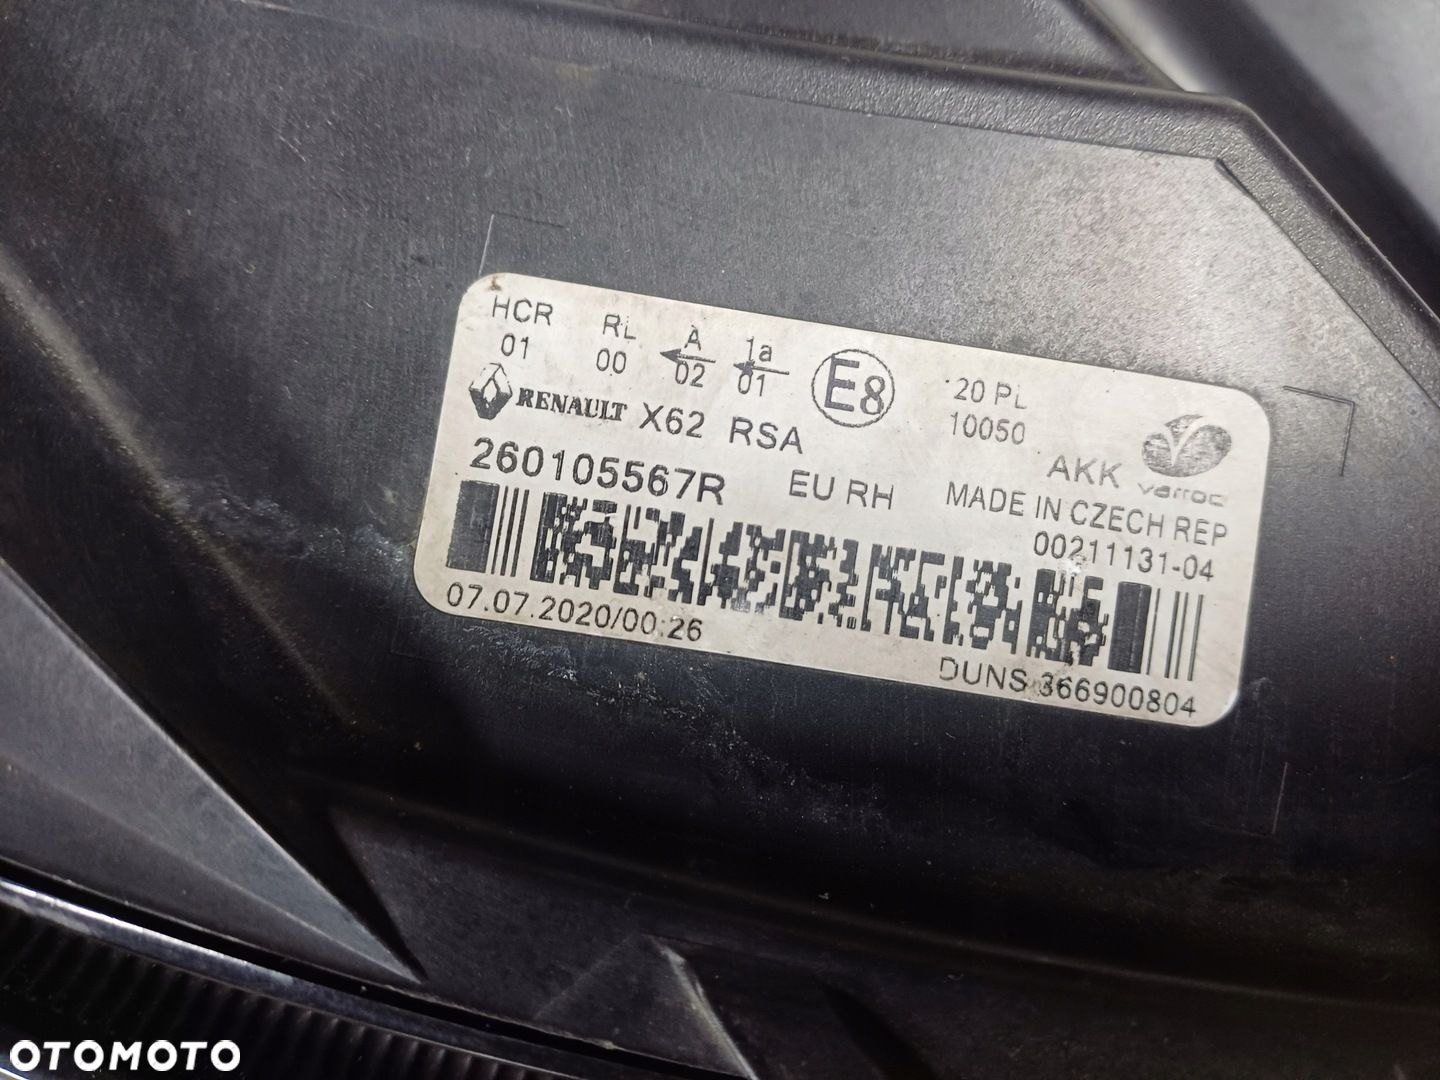 HCR RL A 1a
01 00 02 01 E8 20 PL
10050
RENAULT X62 RSA
AKK varroc
260105567R EU RH MADE IN CZECH REP
00211131-04
07.07.2020/00:26
DUNS 366900804
OTOMOTO